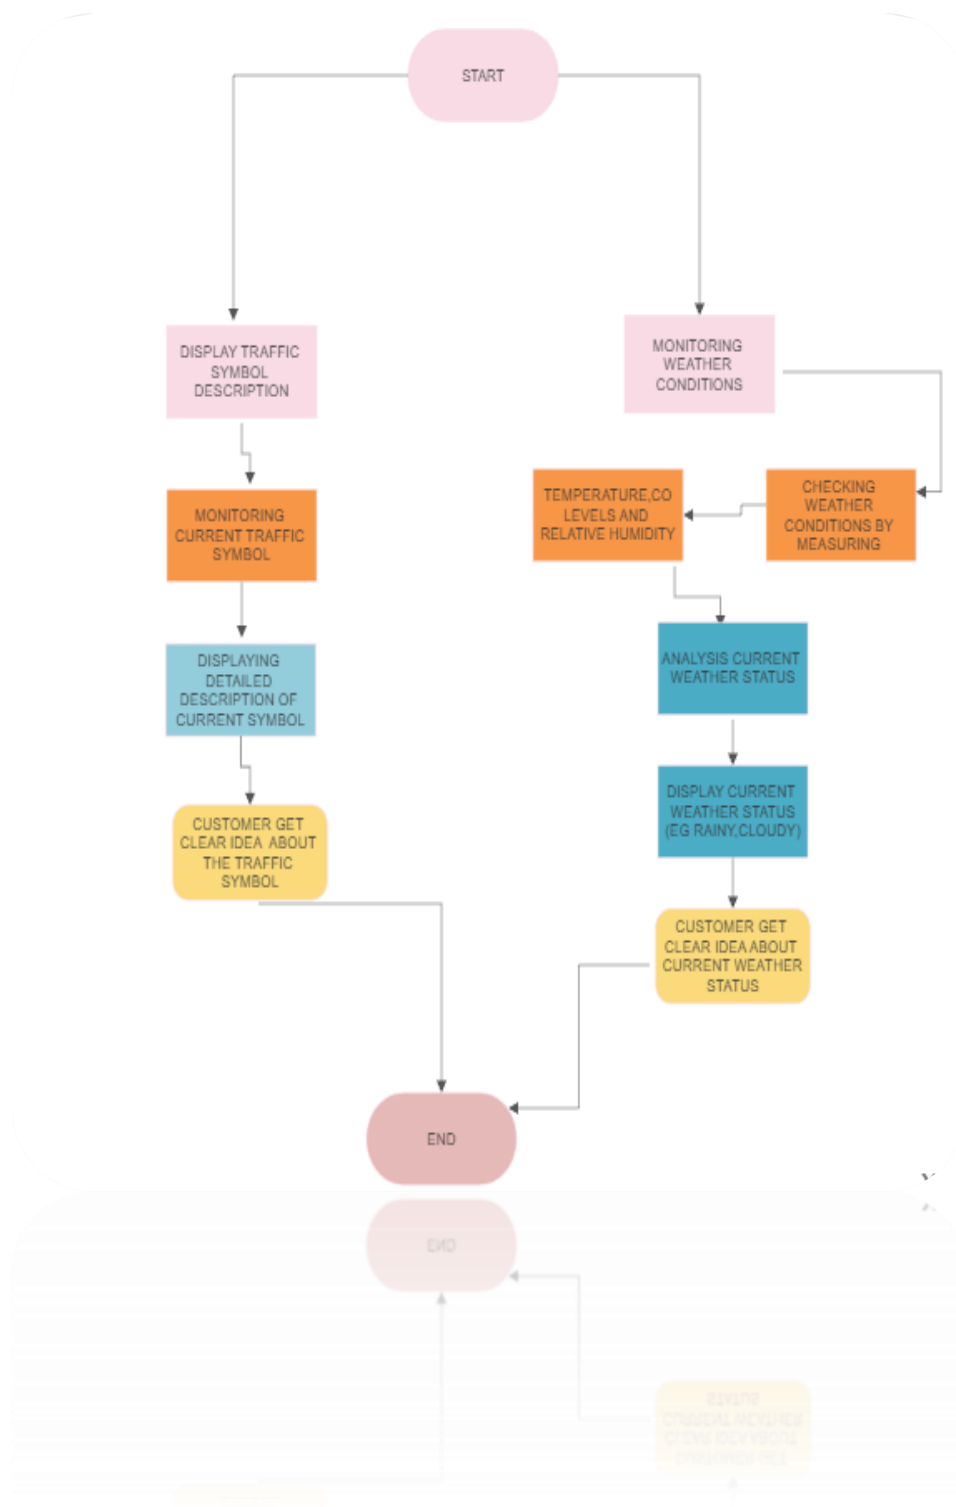 START
DISPLAY TRAFFIC
SYMBOL
DESCRIPTION
MONITORING
CURRENT TRAFFIC
SYMBOL
DISPLAYING
DETAILED
DESCRIPTION OF
CURRENT SYMBOL
CUSTOMER GET
CLEAR IDEA ABOUT
THE TRAFFIC
SYMBOL
MONITORING
WEATHER
CONDITIONS
CHECKING
WEATHER
CONDITIONS BY
MEASURING
TEMPERATURE,CO
LEVELS AND
RELATIVE HUMIDITY
ANALYSIS CURRENT
WEATHER STATUS
DISPLAY CURRENT
WEATHER STATUS
(EG RAINY,CLOUDY)
CUSTOMER GET
CLEAR IDEA ABOUT
CURRENT WEATHER
STATUS
END